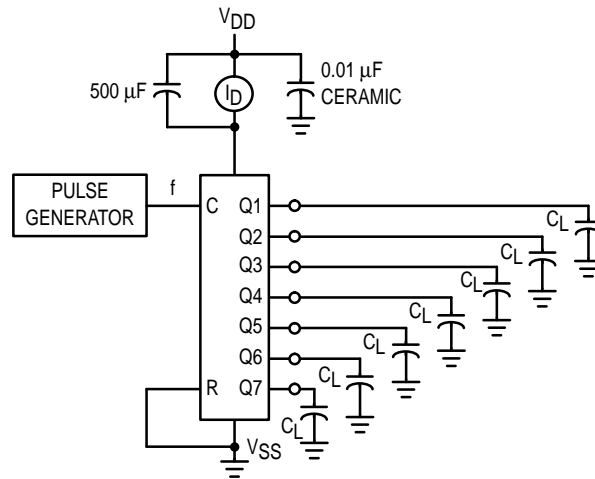 VDD
500 μF
ID
0.01 μF
CERAMIC
PULSE
GENERATOR
f
C
Q1
CL
Q2
CL
Q3
CL
Q4
CL
Q5
CL
Q6
CL
R
Q7
CL
VSS